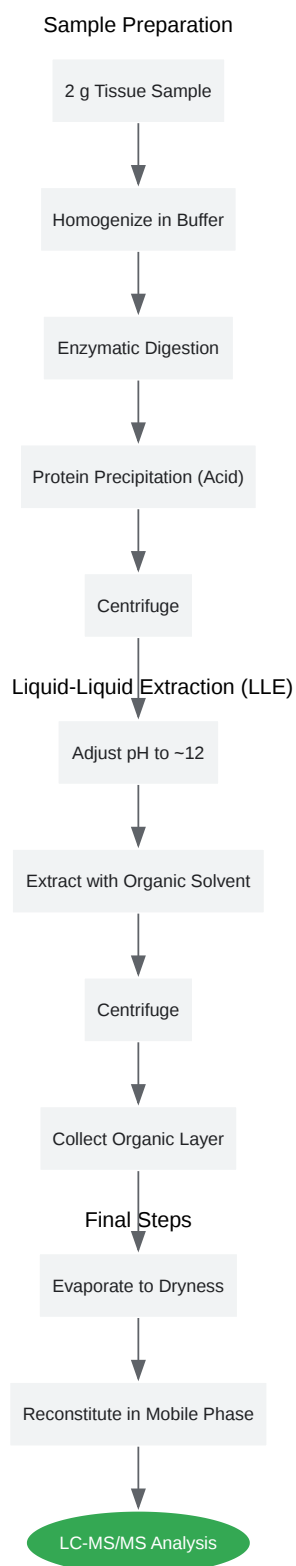 Sample Preparation
2 g Tissue Sample
Homogenize in Buffer
Enzymatic Digestion
Protein Precipitation (Acid)
Centrifuge
Liquid-Liquid Extraction (LLE)
Adjust pH to ~12
Extract with Organic Solvent
Centrifuge
Collect Organic Layer
Final Steps
Evaporate to Dryness
Reconstitute in Mobile Phase
LC-MS/MS Analysis